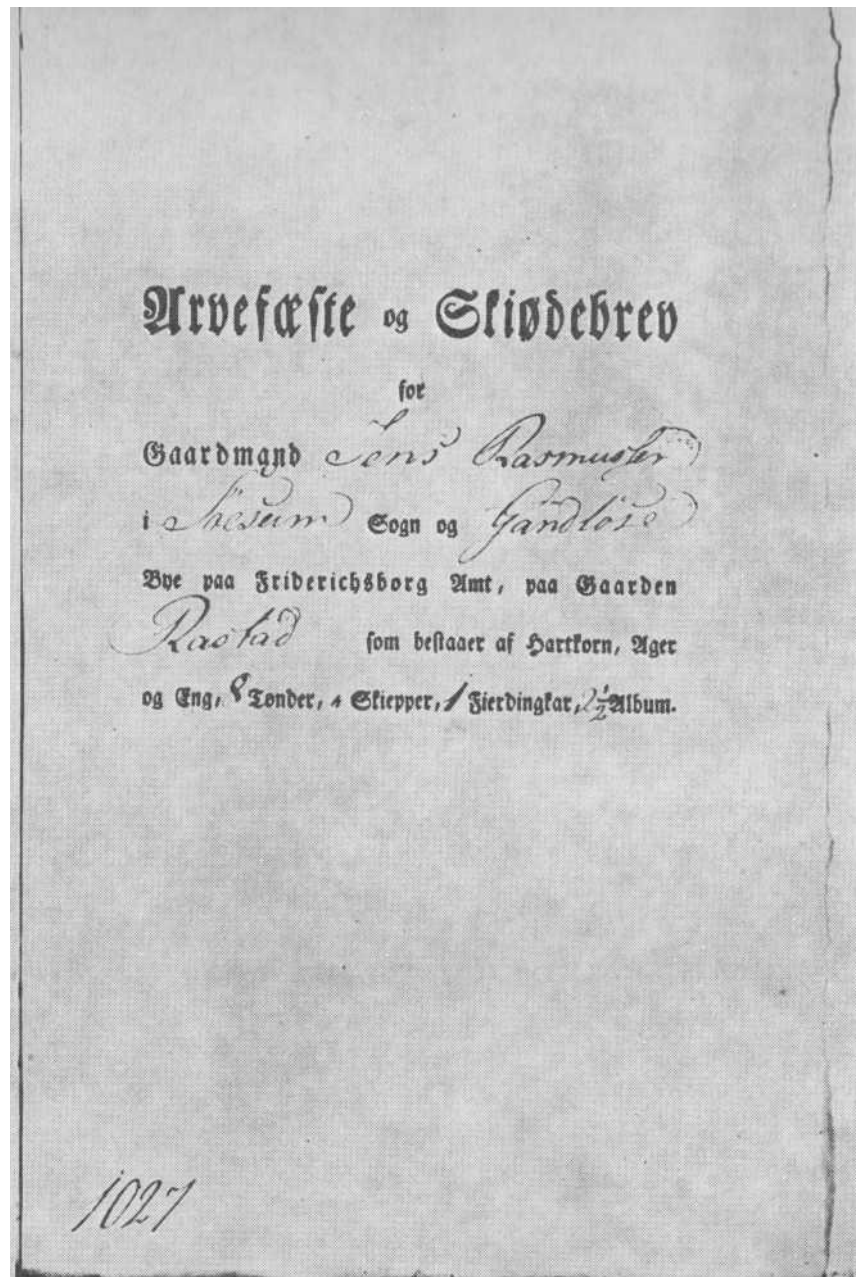 Arvefæste og Skiødebrev
for
Gaardmand Jens Rasmussen
i Stesum Sogn og Gandløse
Bye paa Friderichsborg Amt, paa Gaarden
Rastad som bestaaer af Hartkorn, Ager
og Eng, 8 Tønder, 4 Skiepper, 1 Fierdingkar, 2½ Album.
1027